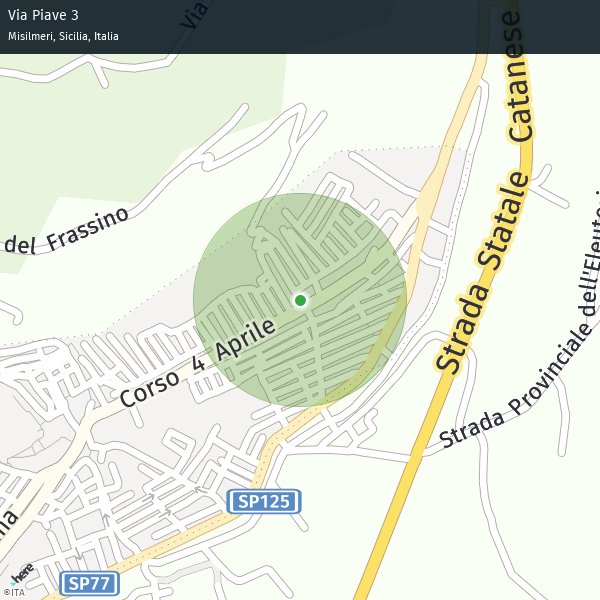 Via Piave 3
Misilmeri, Sicilia, Italia
Via
Strada Statale Catanese
del Frassino
Corso 4 Aprile
Strada Provinciale dell'Eleute
SP125
SP77
here
©ITA